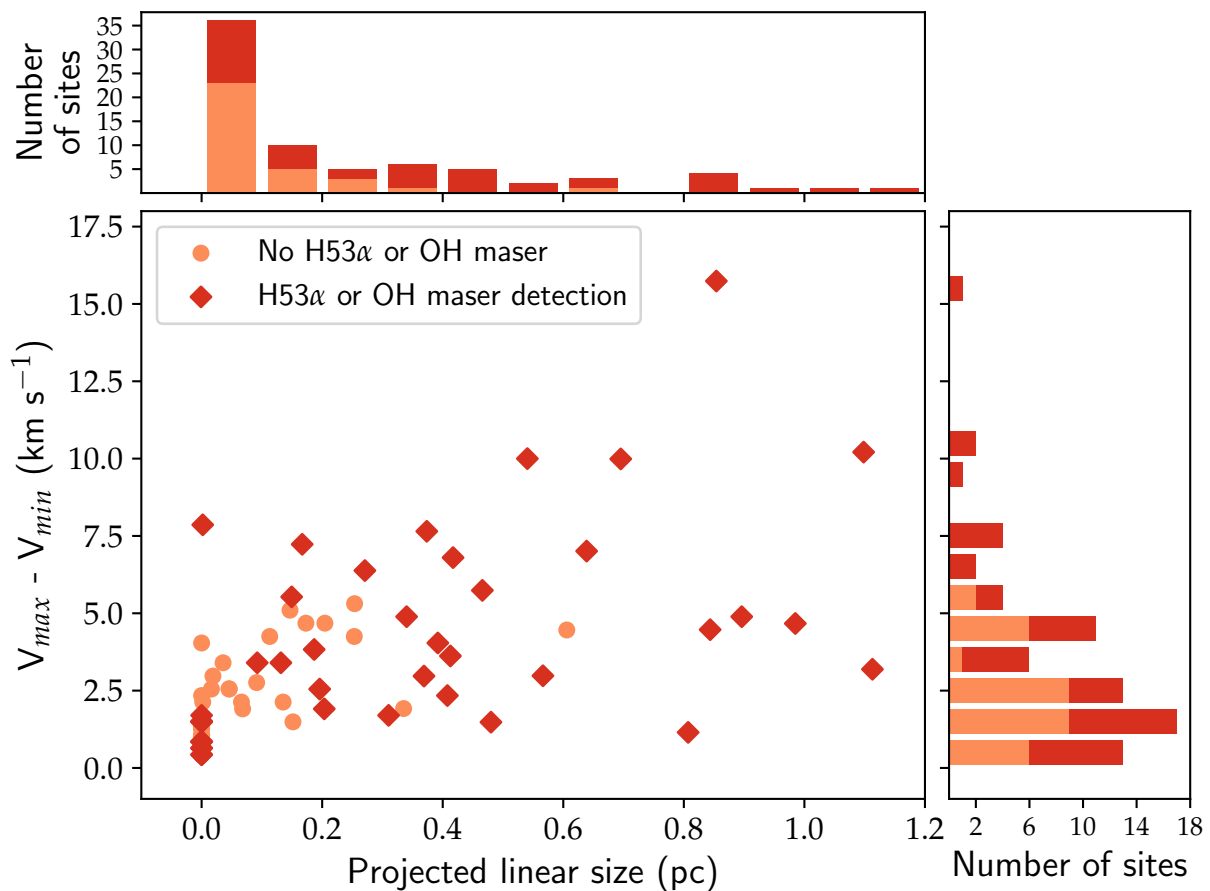 Number
of sites
35
30
25
20
15
10
5
No H53α or OH maser
H53α or OH maser detection
V_max - V_min (km s⁻¹)
17.5
15.0
12.5
10.0
7.5
5.0
2.5
0.0
0.0 0.2 0.4 0.6 0.8 1.0 1.2
Projected linear size (pc)
2 6 10 14 18
Number of sites